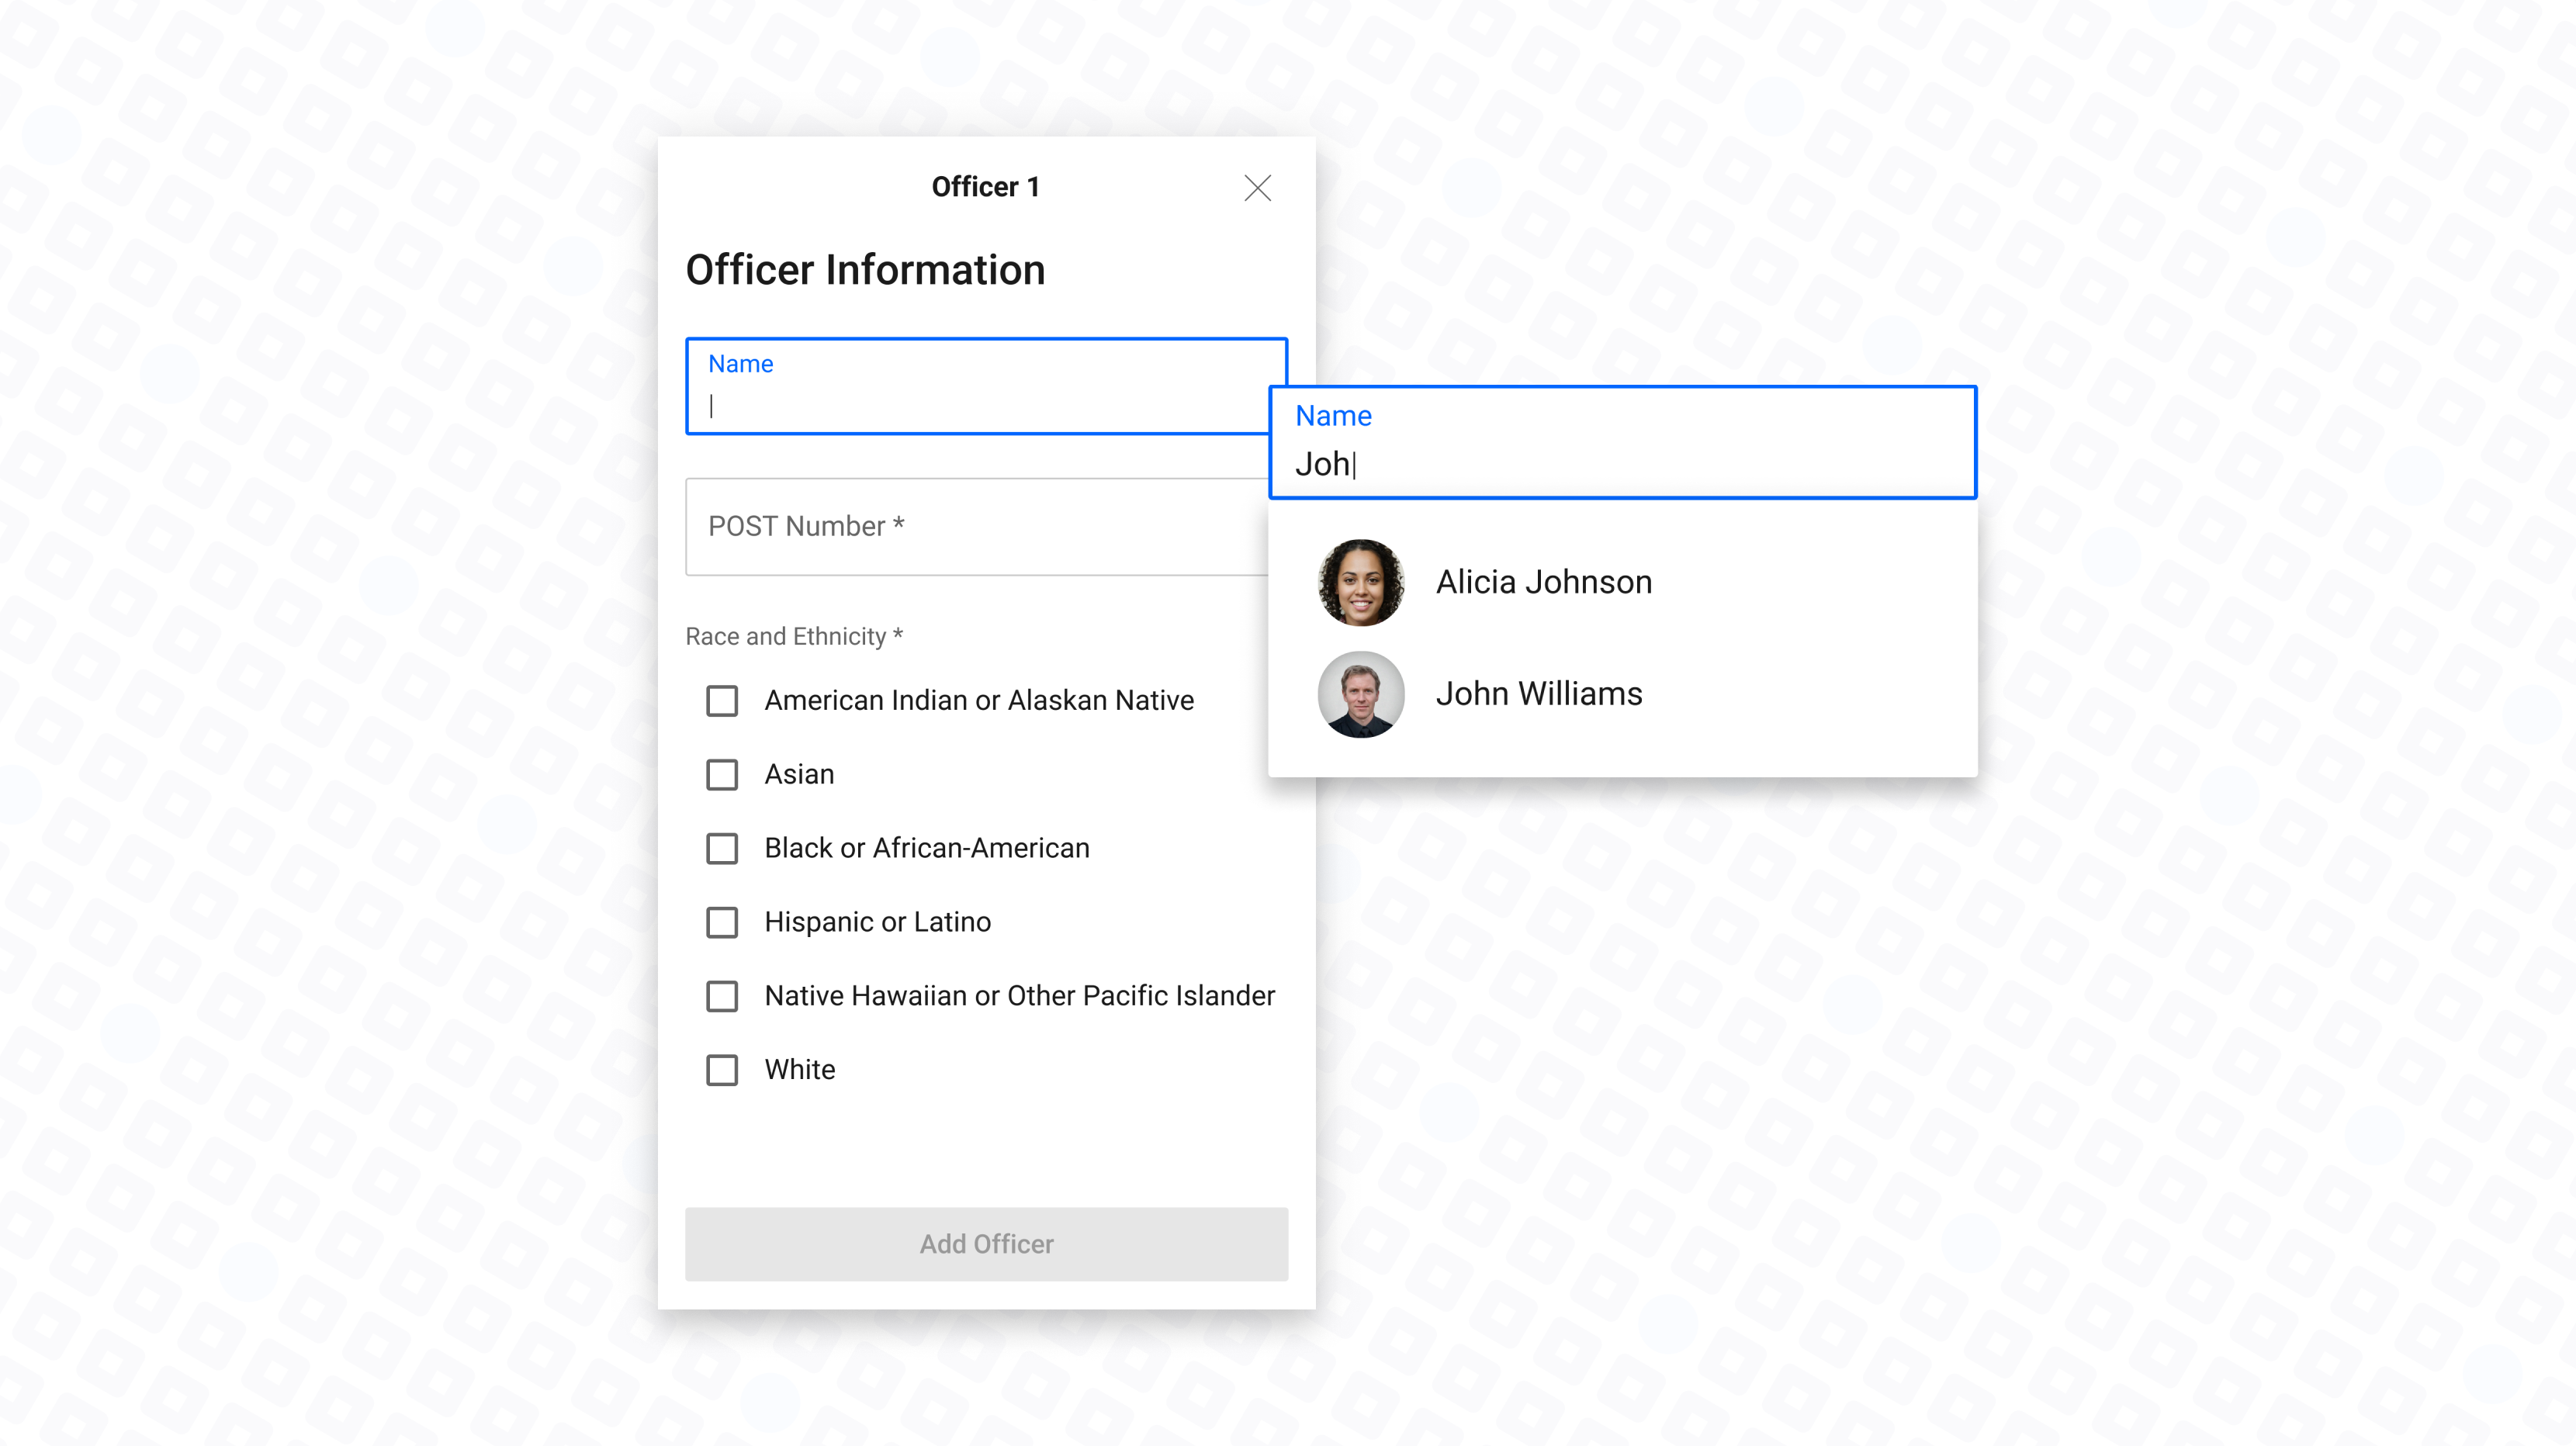 Officer 1
Officer Information
Name
POST Number *
Race and Ethnicity *
American Indian or Alaskan Native
Asian
Black or African-American
Hispanic or Latino
Native Hawaiian or Other Pacific Islander
White
Add Officer
Name
Joh
Alicia Johnson
John Williams